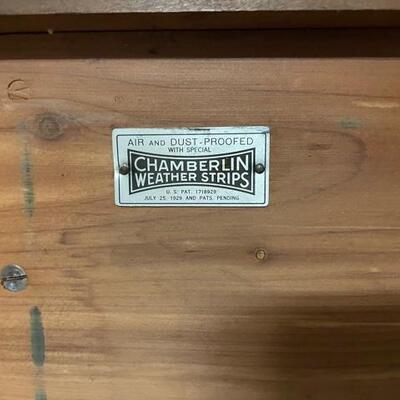 AIR AND DUST-PROOFED
WITH SPECIAL
CHAMBERLIN
WEATHER STRIPS
U. S. PAT. 1718929
JULY 25, 1929 AND PATS. PENDING